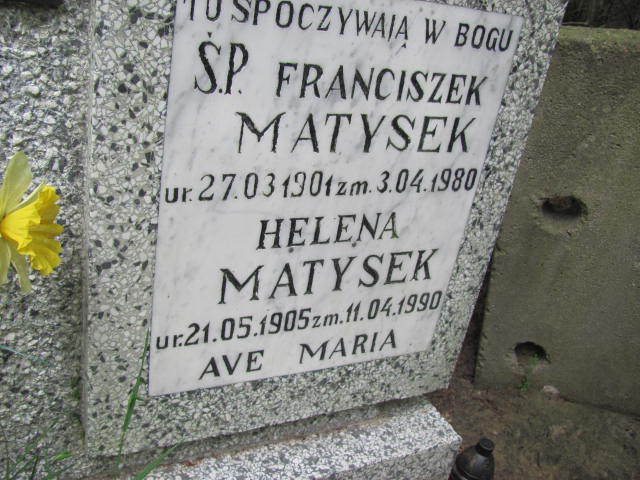 TU SPOCZYWAJĄ W BOGU
Ś.P. FRANCISZEK
MATYSEK
ur. 27.03 1901 zm. 3.04.1980
HELENA
MATYSEK
ur. 21.05.1905 zm. 11.04.1990
AVE MARIA